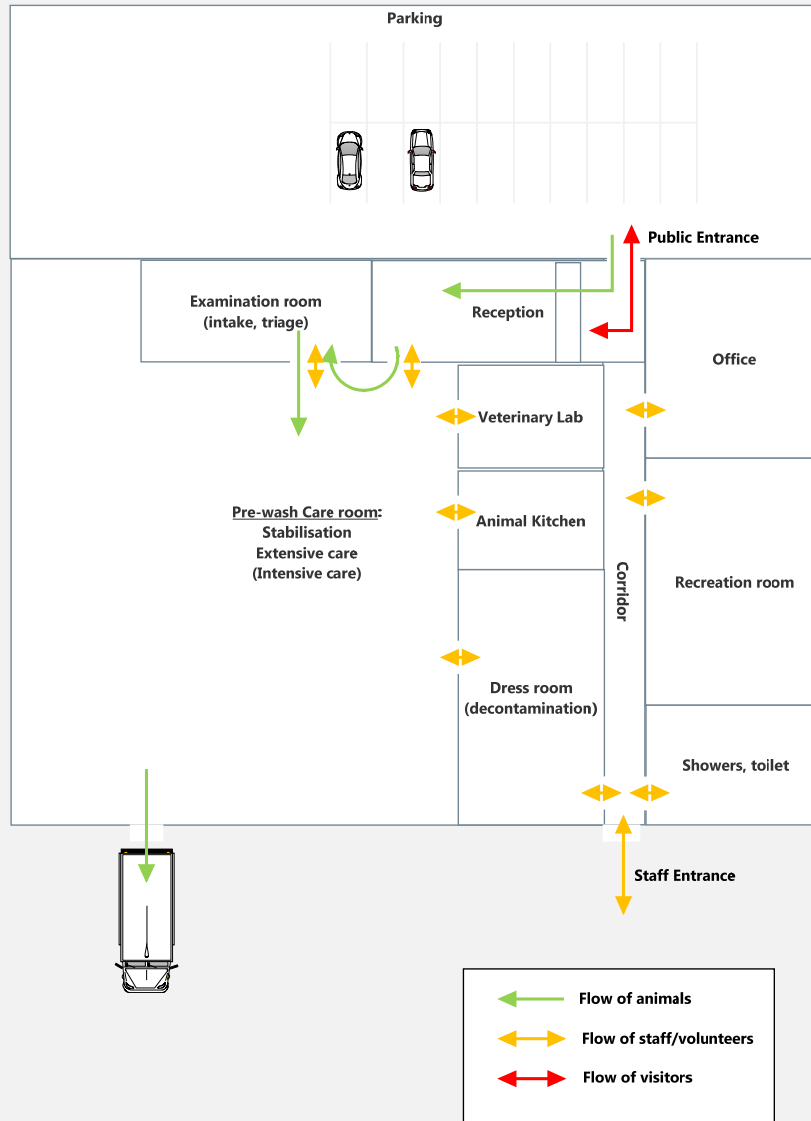 Parking
Public Entrance
Examination room
(intake, triage)
Reception
Office
Veterinary Lab
Pre-wash Care room:
Stabilisation
Extensive care
(Intensive care)
Animal Kitchen
Corridor
Recreation room
Dress room
(decontamination)
Showers, toilet
Staff Entrance
Flow of animals
Flow of staff/volunteers
Flow of visitors